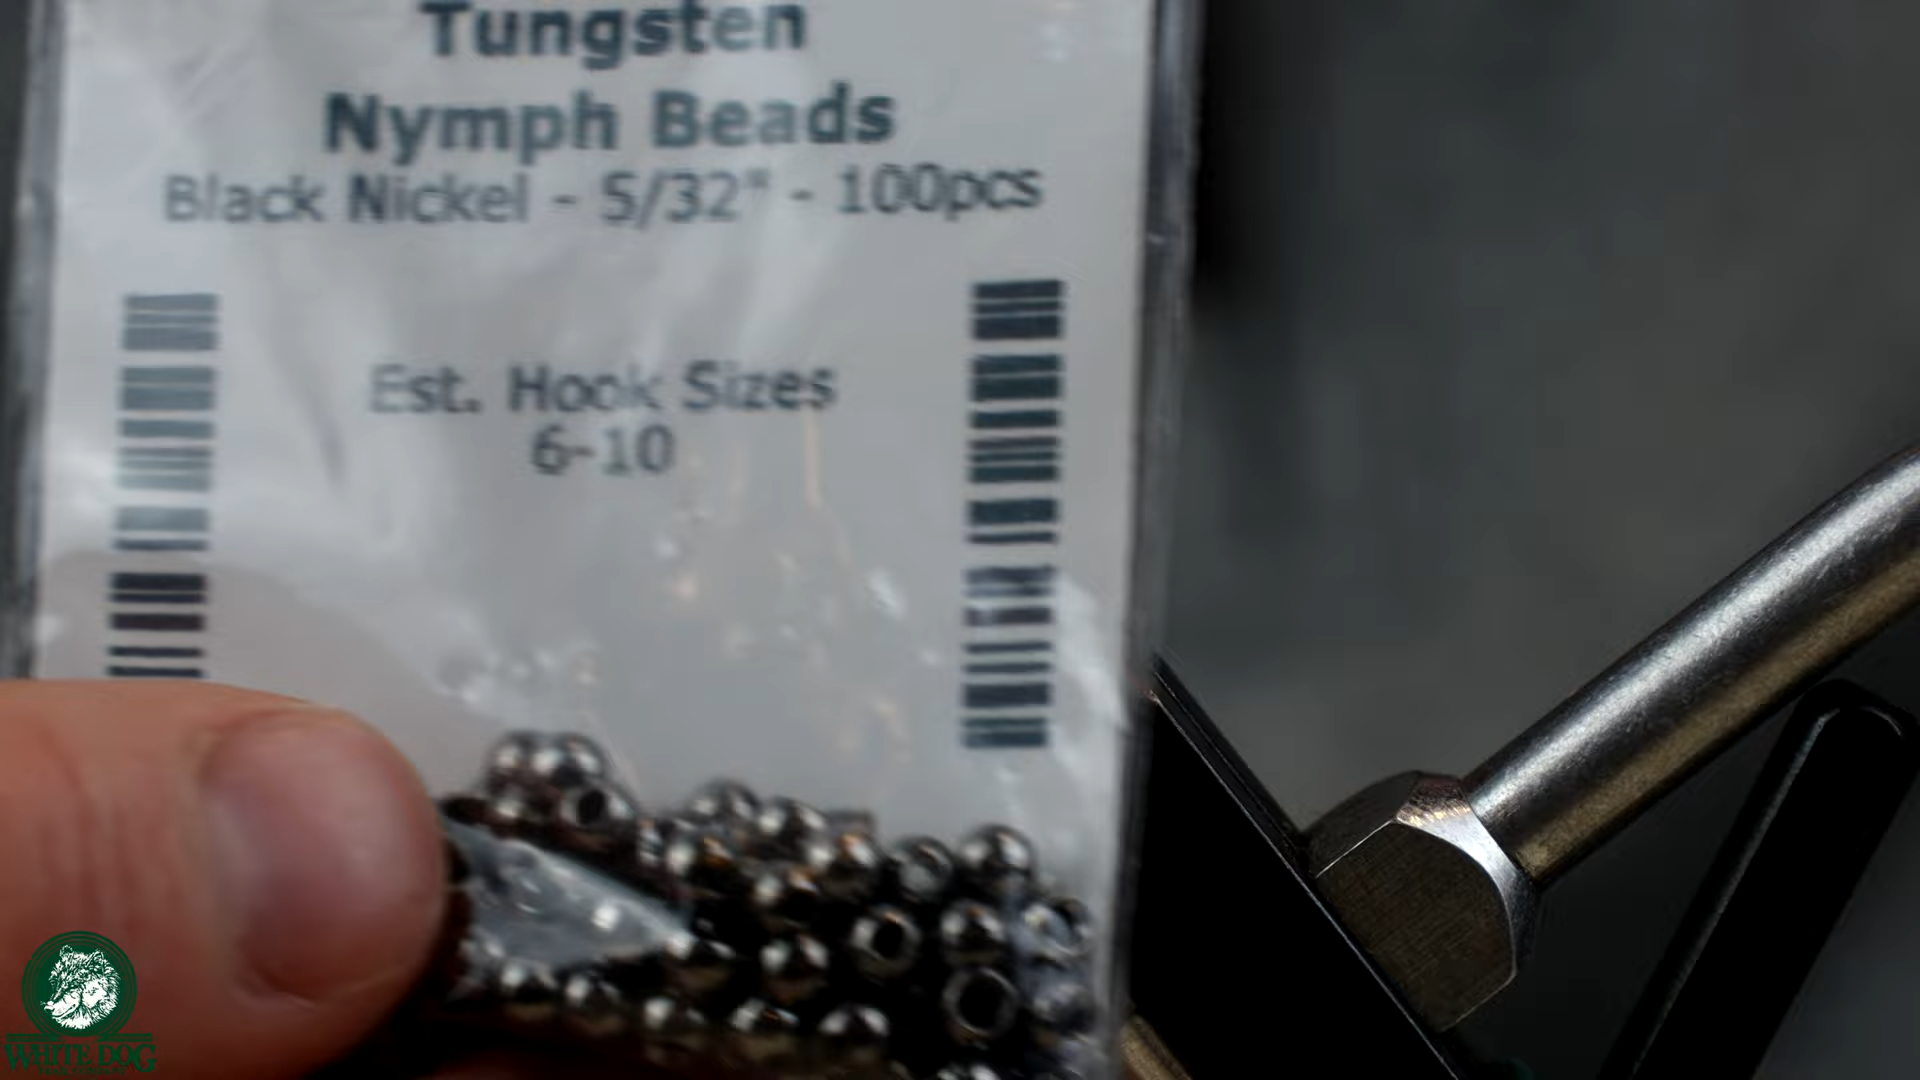 Tungsten
Nymph Beads
Black Nickel - 5/32" - 100pcs
Est. Hook Sizes
6-10
WHITE DOG